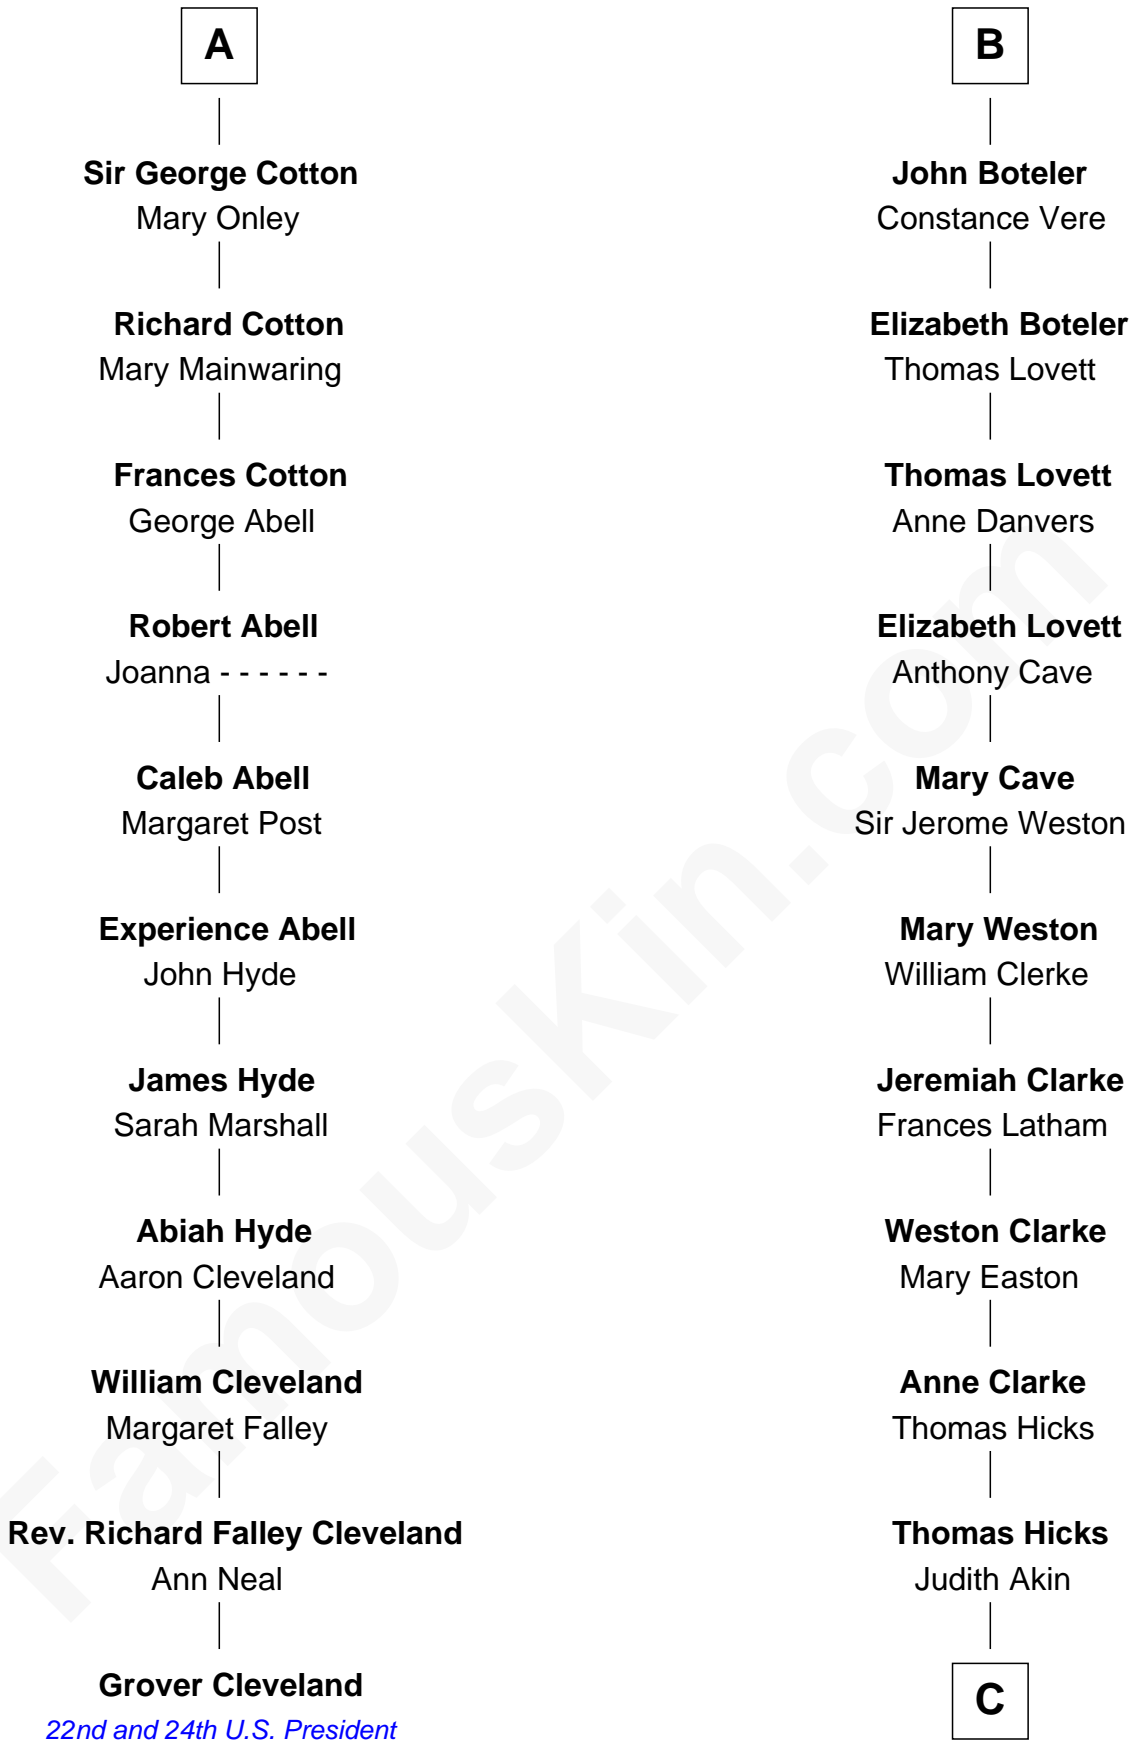 A
Sir George Cotton
Mary Onley
Richard Cotton
Mary Mainwaring
Frances Cotton
George Abell
Robert Abell
Joanna - - - - - -
Caleb Abell
Margaret Post
Experience Abell
John Hyde
James Hyde
Sarah Marshall
Abiah Hyde
Aaron Cleveland
William Cleveland
Margaret Falley
Rev. Richard Falley Cleveland
Ann Neal
Grover Cleveland
22nd and 24th U.S. President
B
John Boteler
Constance Vere
Elizabeth Boteler
Thomas Lovett
Thomas Lovett
Anne Danvers
Elizabeth Lovett
Anthony Cave
Mary Cave
Sir Jerome Weston
Mary Weston
William Clerke
Jeremiah Clarke
Frances Latham
Weston Clarke
Mary Easton
Anne Clarke
Thomas Hicks
Thomas Hicks
Judith Akin
C
FamousKin.com